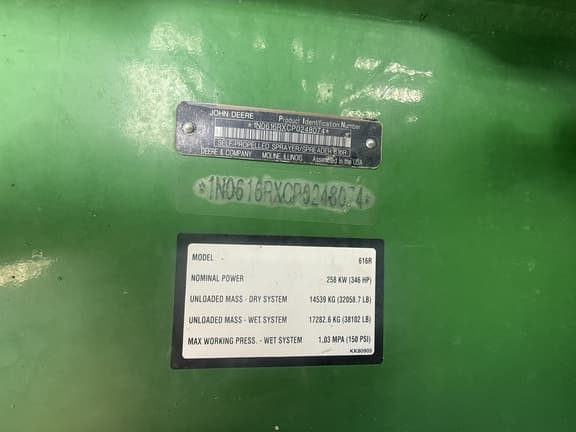 JOHN DEERE Product Identification Number
*1N0616RXCP0248074*
SELF-PROPELLED SPRAYER/SPREADER 616R
DEERE & COMPANY MOLINE, ILLINOIS Assembled in the USA
*1N0616RXCP0248074*
MODEL 616R
NOMINAL POWER 258 KW (346 HP)
UNLOADED MASS - DRY SYSTEM 14539 KG (32058.7 LB)
UNLOADED MASS - WET SYSTEM 17282.6 KG (38102 LB)
MAX WORKING PRESS. - WET SYSTEM 1.03 MPA (150 PSI)
KK80903